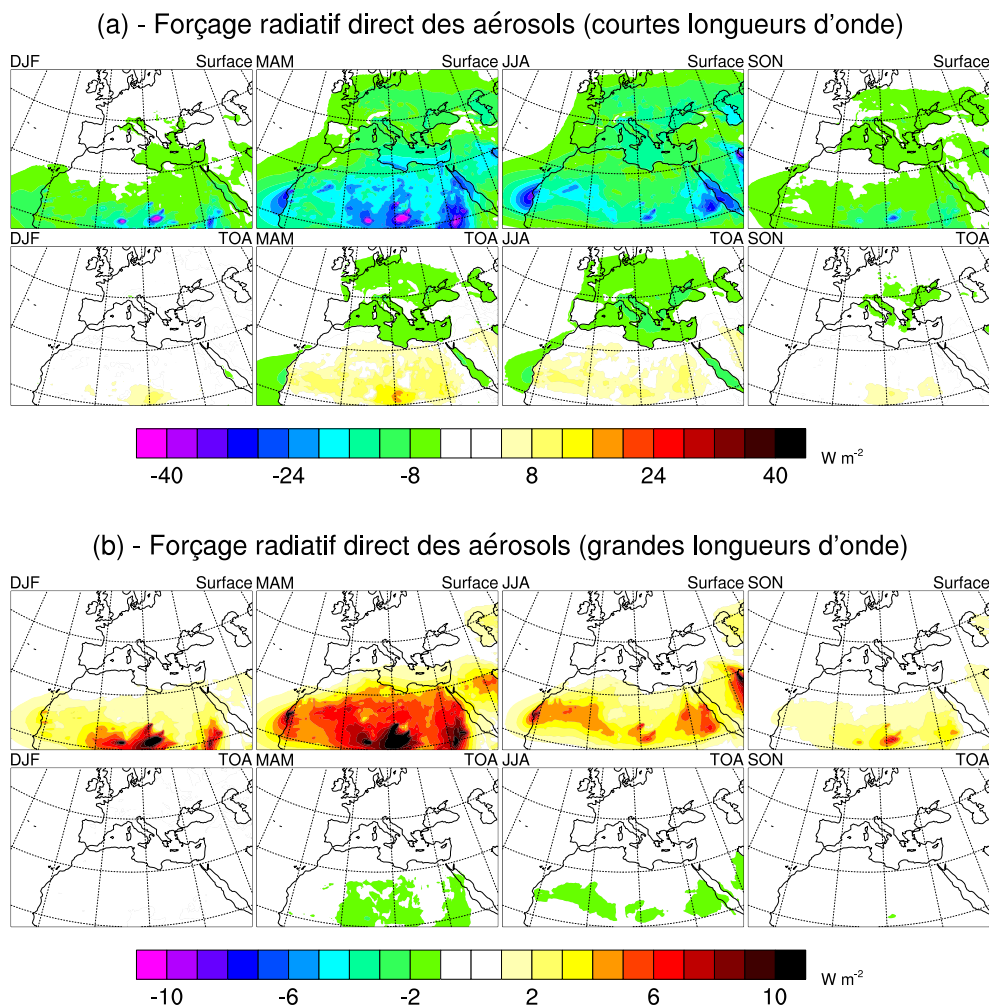 (a) - Forçage radiatif direct des aérosols (courtes longueurs d'onde)
DJF Surface MAM Surface JJA Surface SON Surface
DJF TOA MAM TOA JJA TOA SON TOA
-40 -24 -8 8 24 40 W m-2
(b) - Forçage radiatif direct des aérosols (grandes longueurs d'onde)
DJF Surface MAM Surface JJA Surface SON Surface
DJF TOA MAM TOA JJA TOA SON TOA
-10 -6 -2 2 6 10 W m-2